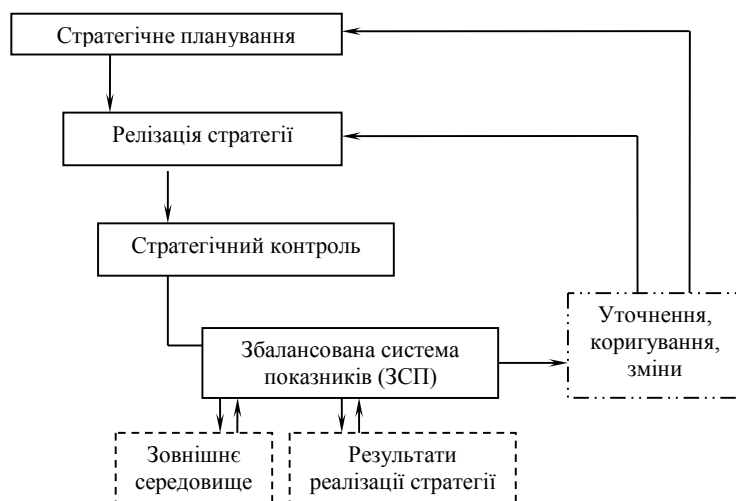 Стратегічне планування
Релізація стратегії
Стратегічний контроль
Збалансована система
показників (ЗСП)
Уточнення,
коригування,
зміни
Зовнішнє
середовище
Результати
реалізації стратегії